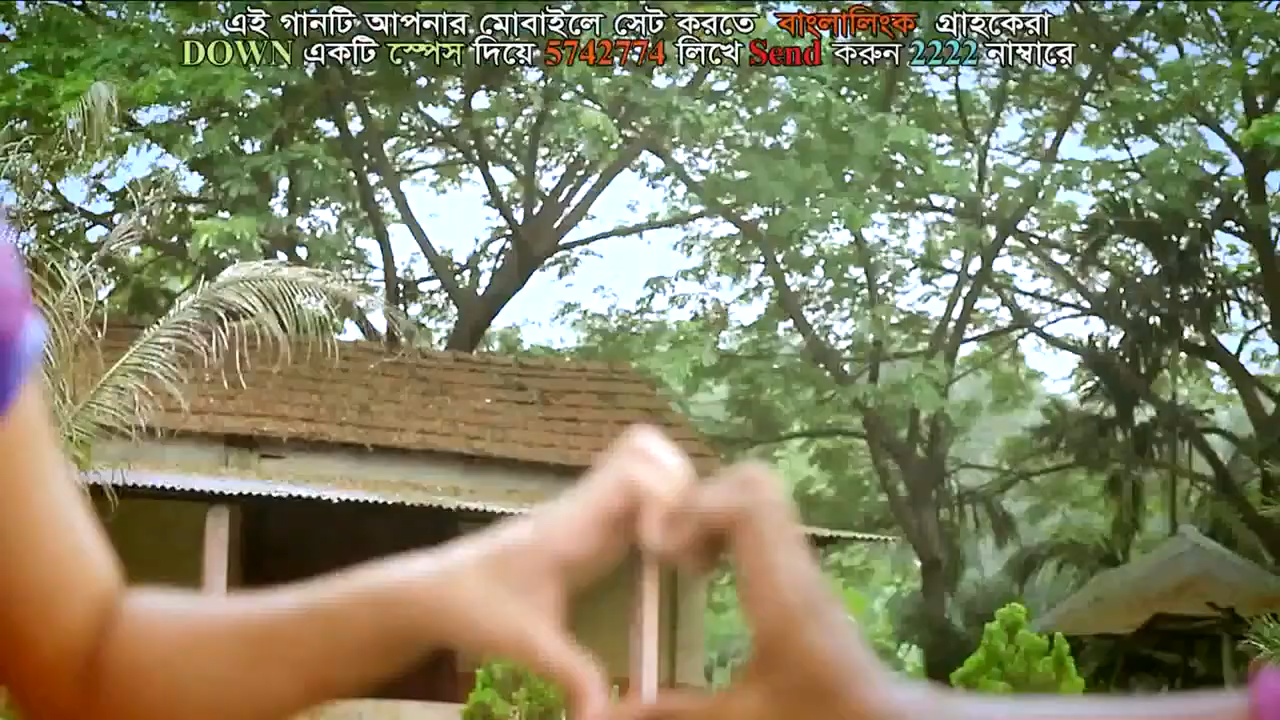 এই গানটি আপনার মোবাইলে সেট করতে বাংলালিংক গ্রাহকেরা
DOWN একটি স্পেস দিয়ে 5742774 লিখে Send করুন 2222 নাম্বারে